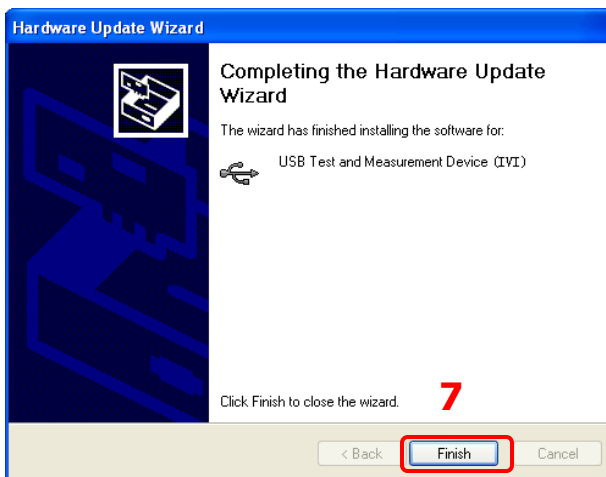 Hardware Update Wizard
Completing the Hardware Update
Wizard
The wizard has finished installing the software for:
USB Test and Measurement Device (IVI)
Click Finish to close the wizard.
7
< Back
Finish
Cancel